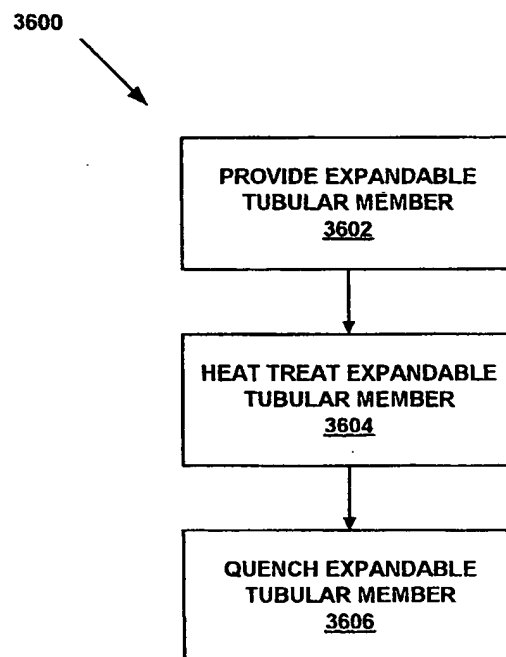 3600
PROVIDE EXPANDABLE
TUBULAR MEMBER
3602
HEAT TREAT EXPANDABLE
TUBULAR MEMBER
3604
QUENCH EXPANDABLE
TUBULAR MEMBER
3606